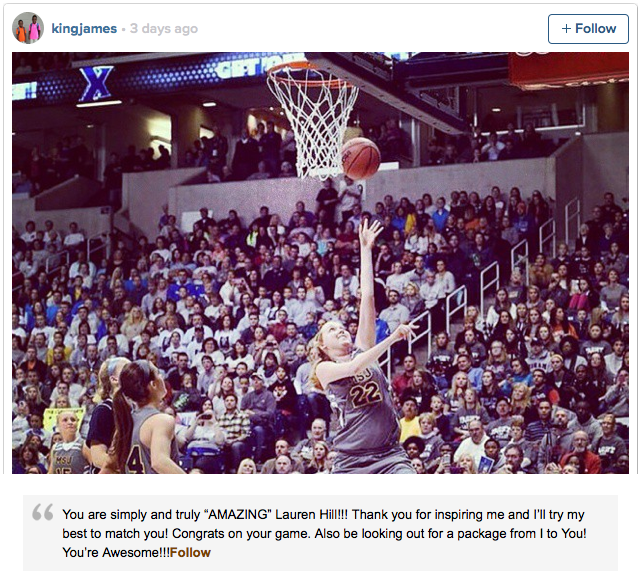 kingjames • 3 days ago
+ Follow
X
22
4
MSU
You are simply and truly “AMAZING” Lauren Hill!!! Thank you for inspiring me and I'll try my
best to match you! Congrats on your game. Also be looking out for a package from I to You!
You're Awesome!!!Follow